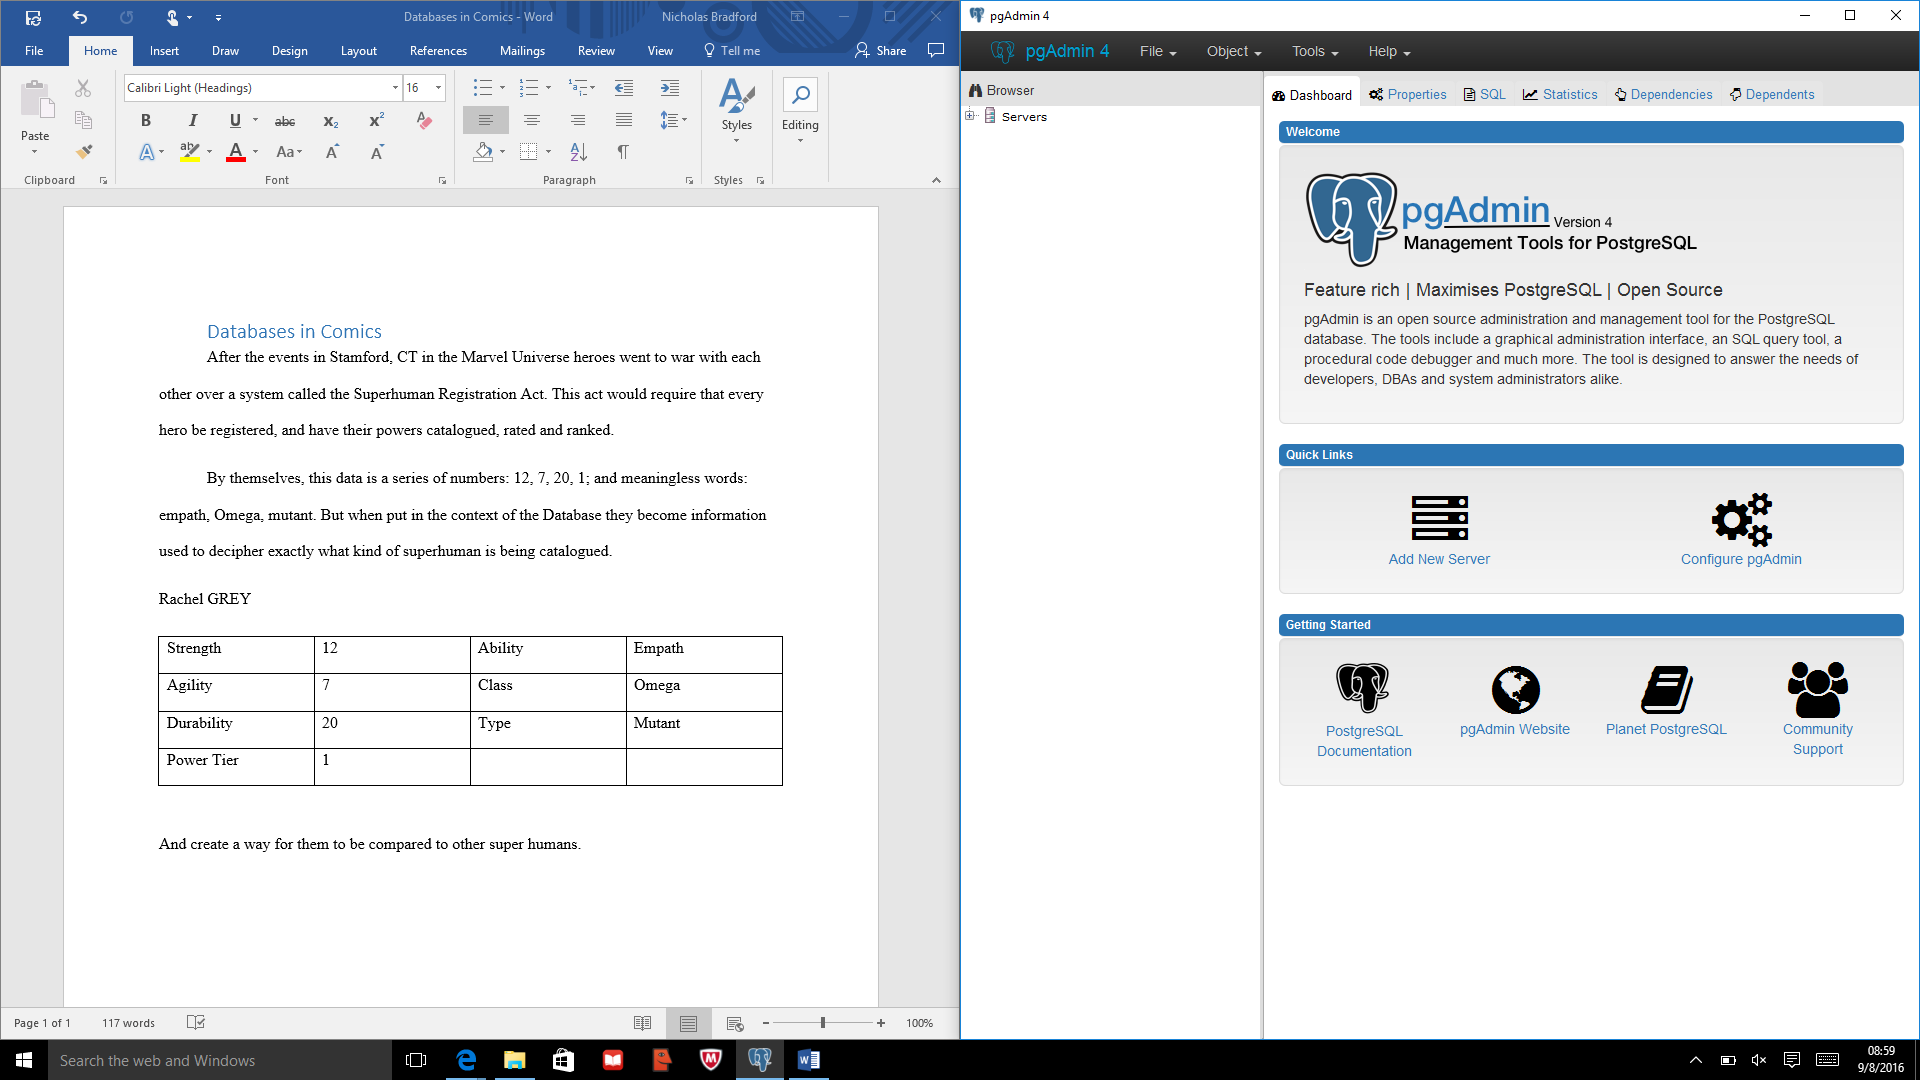 Databases in Comics - Word
Nicholas Bradford
File Home Insert Draw Design Layout References Mailings Review View Tell me Share
Paste
Clipboard
Calibri Light (Headings) 16
B I U abc X₂ X²
A ab A Aa A A
Font
Paragraph
Styles
Styles
Editing
Databases in Comics
After the events in Stamford, CT in the Marvel Universe heroes went to war with each
other over a system called the Superhuman Registration Act. This act would require that every
hero be registered, and have their powers catalogued, rated and ranked.
By themselves, this data is a series of numbers: 12, 7, 20, 1; and meaningless words:
empath, Omega, mutant. But when put in the context of the Database they become information
used to decipher exactly what kind of superhuman is being catalogued.
Rachel GREY
Strength 12 Ability Empath
Agility 7 Class Omega
Durability 20 Type Mutant
Power Tier 1
And create a way for them to be compared to other super humans.
Page 1 of 1 117 words 100%
pgAdmin 4
pgAdmin 4 File Object Tools Help
Browser
Servers
Dashboard Properties SQL Statistics Dependencies Dependents
Welcome
pgAdmin Version 4
Management Tools for PostgreSQL
Feature rich | Maximises PostgreSQL | Open Source
pgAdmin is an open source administration and management tool for the PostgreSQL
database. The tools include a graphical administration interface, an SQL query tool, a
procedural code debugger and much more. The tool is designed to answer the needs of
developers, DBAs and system administrators alike.
Quick Links
Add New Server
Configure pgAdmin
Getting Started
PostgreSQL
Documentation
pgAdmin Website
Planet PostgreSQL
Community
Support
Search the web and Windows
08:59
9/8/2016